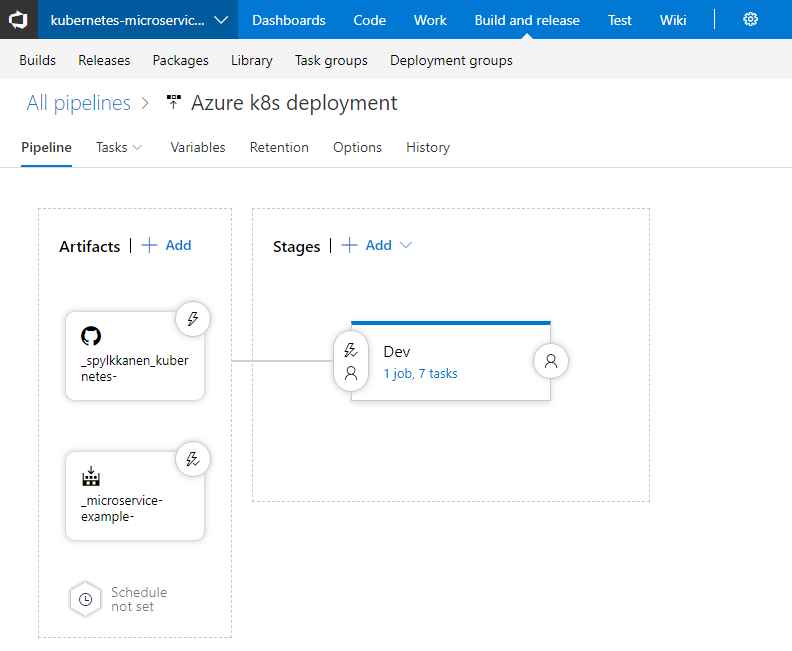 kubernetes-microservic... Dashboards Code Work Build and release Test Wiki
Builds Releases Packages Library Task groups Deployment groups
All pipelines > Azure k8s deployment
Pipeline Tasks Variables Retention Options History
Artifacts | + Add
Stages | + Add
_spylkkanen_kuber
netes-
Dev
1 job, 7 tasks
_microservice-
example-
Schedule
not set